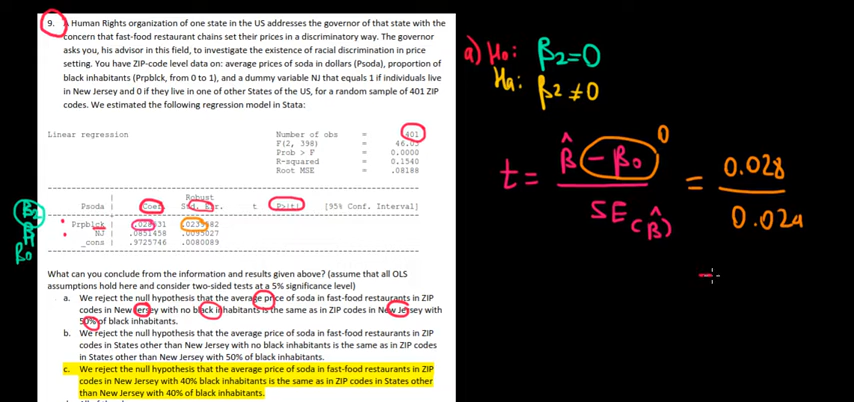 9. A Human Rights organization of one state in the US addresses the governor of that state with the
concern that fast-food restaurant chains set their prices in a discriminatory way. The governor
asks you, his advisor in this field, to investigate the existence of racial discrimination in price
setting. You have ZIP-code level data on: average prices of soda in dollars (Psoda), proportion of
black inhabitants (Prpblck, from 0 to 1), and a dummy variable NJ that equals 1 if individuals live
in New Jersey and 0 if they live in one of other States of the US, for a random sample of 401 ZIP
codes. We estimated the following regression model in Stata:
Linear regression Number of obs = 401
F(2, 398) = 46.03
Prob > F = 0.0000
R-squared = 0.1540
Root MSE = .08188
Robust
Psoda | Coef. Std. Err. t P>|t| [95% Conf. Interval]
β2 Prpblck
β1 NJ .0851458
β0 _cons .9725746 .0080089
What can you conclude from the information and results given above? (assume that all OLS
assumptions hold here and consider two-sided tests at a 5% significance level)
a. We reject the null hypothesis that the average price of soda in fast-food restaurants in ZIP
codes in New Jersey with no black inhabitants is the same as in ZIP codes in New Jersey with
50% of black inhabitants.
b. We reject the null hypothesis that the average price of soda in fast-food restaurants in ZIP
codes in States other than New Jersey with no black inhabitants is the same as in ZIP codes
in States other than New Jersey with 50% of black inhabitants.
c. We reject the null hypothesis that the average price of soda in fast-food restaurants in ZIP
codes in New Jersey with 40% black inhabitants is the same as in ZIP codes in States other
than New Jersey with 40% of black inhabitants.
a) H0: β2=0
Ha: β2≠0
t = β̂ - β0 0 / SE(β̂) = 0.028 / 0.024